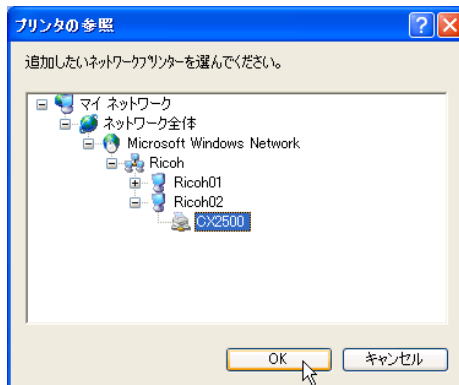 プリンタの参照
追加したいネットワークプリンターを選んでください。
マイ ネットワーク
ネットワーク全体
Microsoft Windows Network
Ricoh
Ricoh01
Ricoh02
CX2500
OK
キャンセル